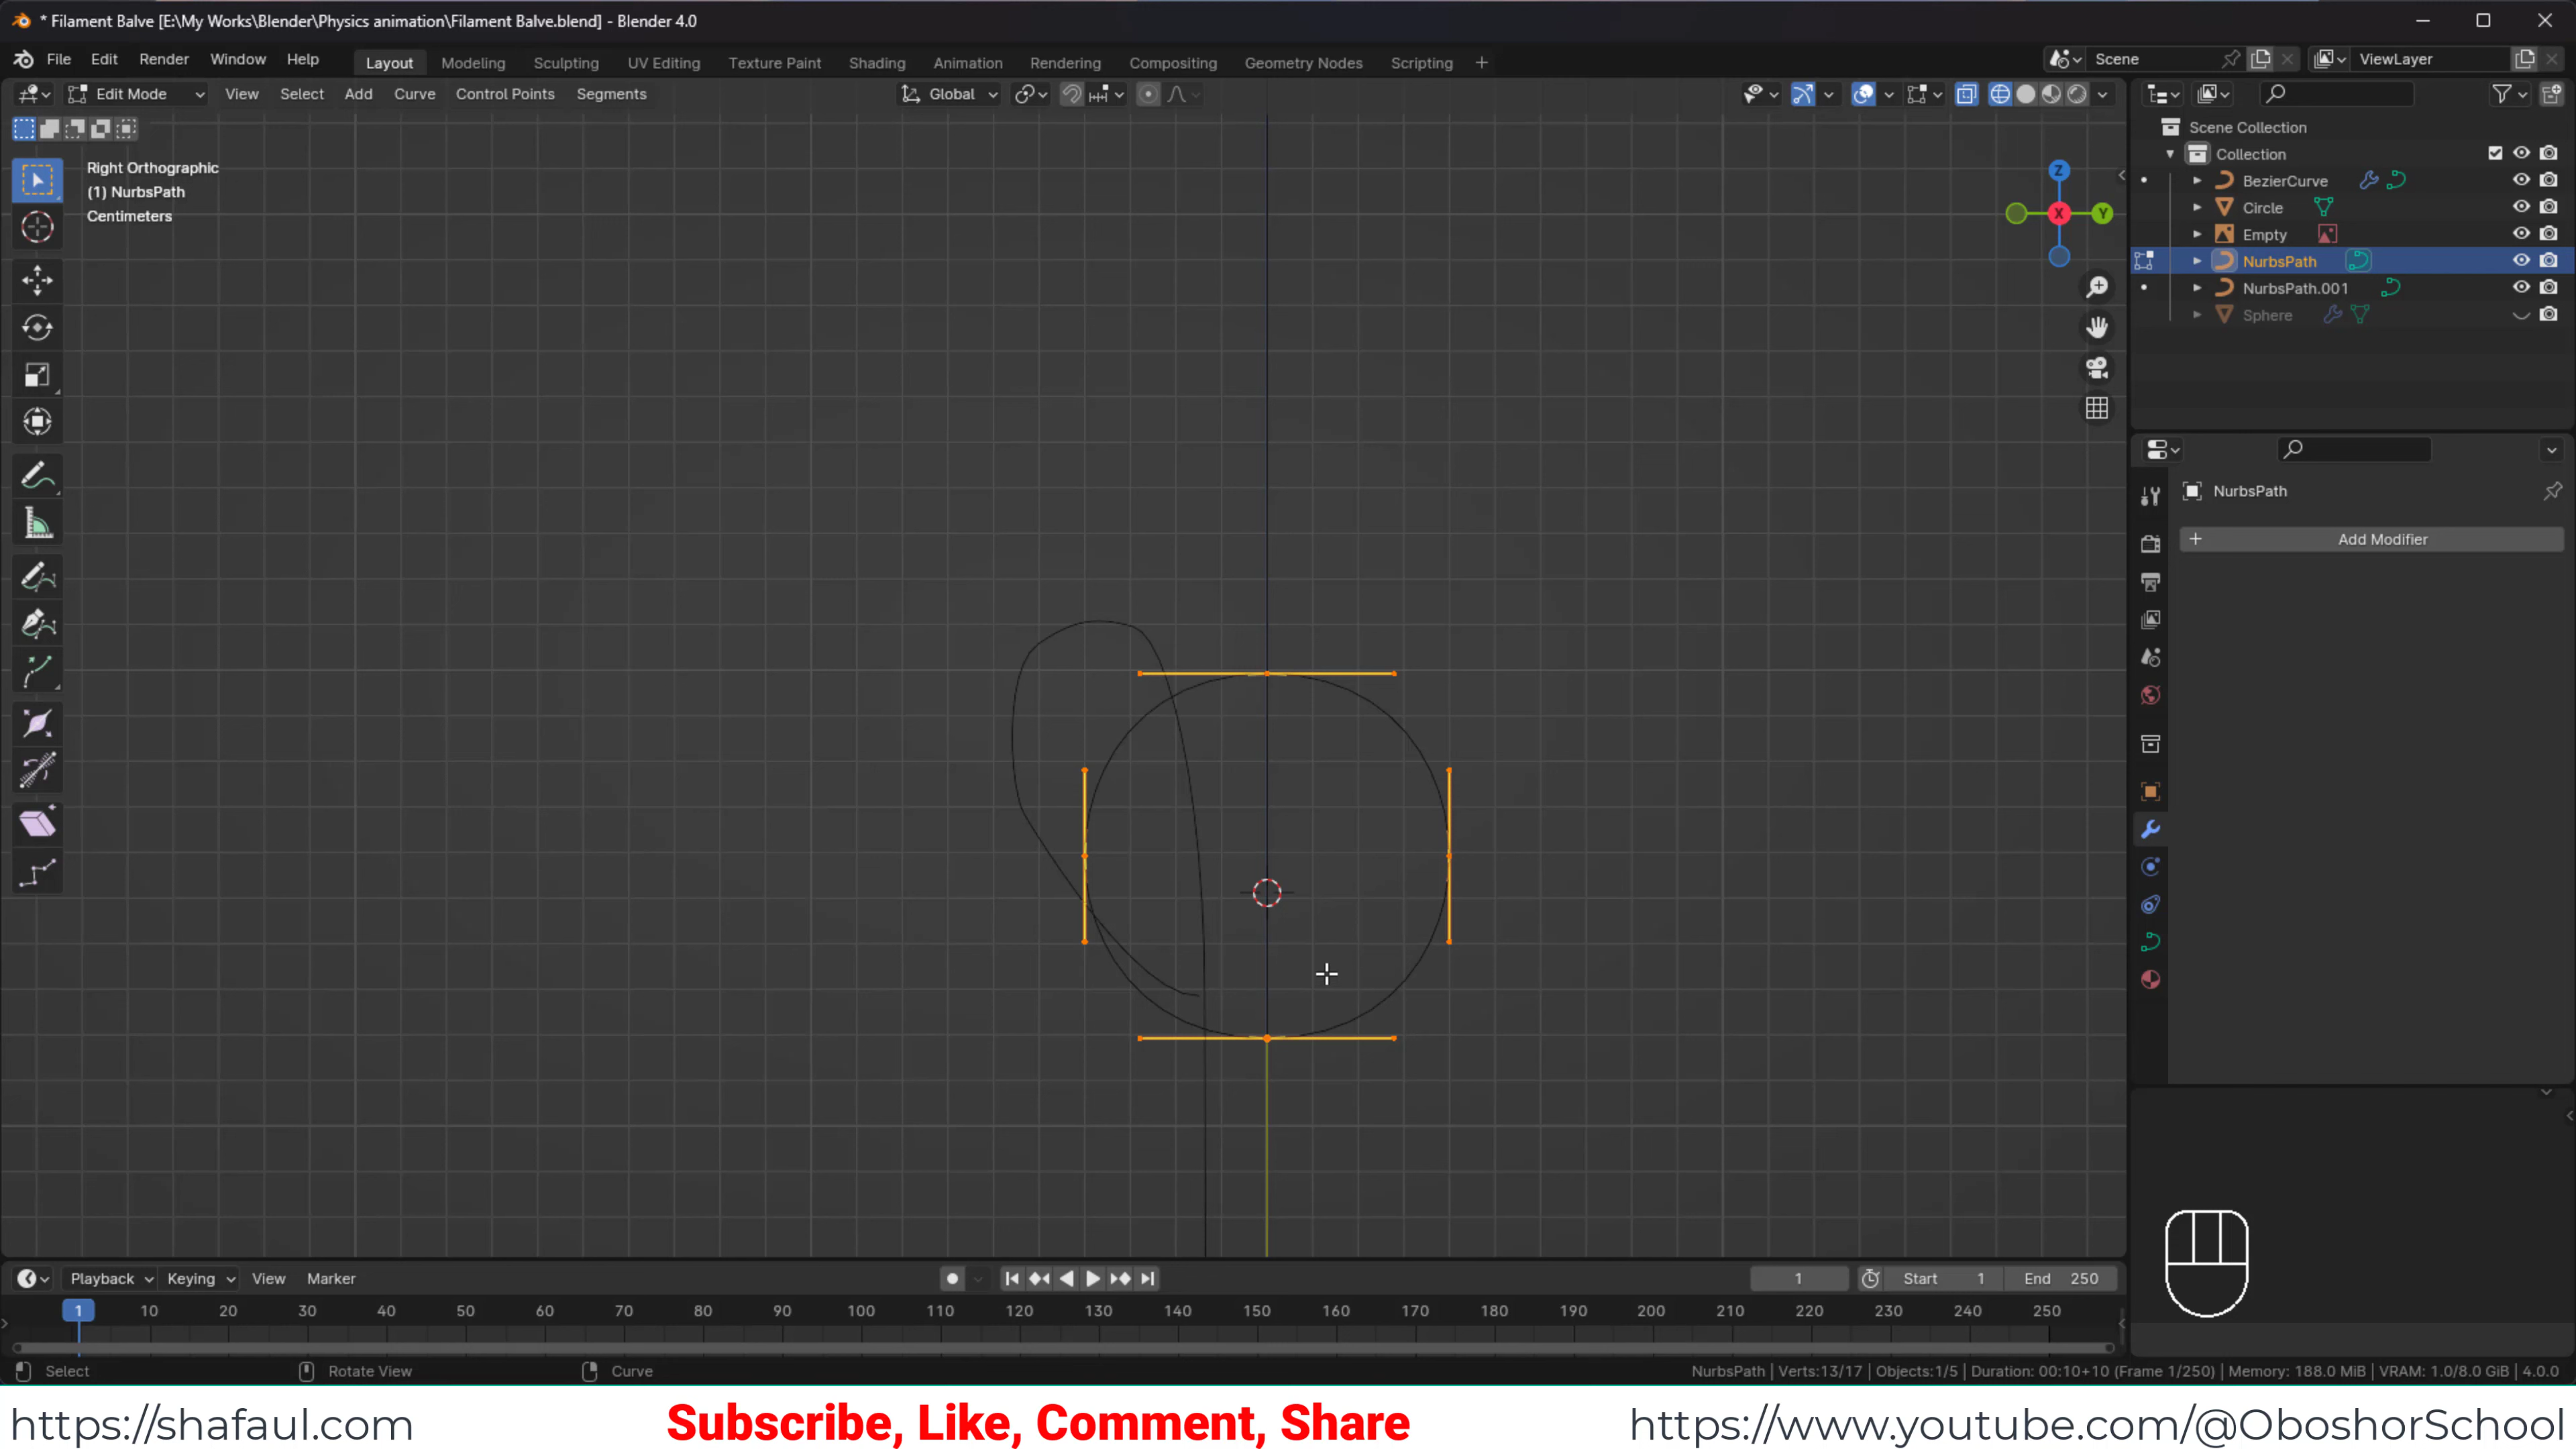 * Filament Balve [E:\My Works\Blender\Physics animation\Filament Balve.blend] - Blender 4.0
File Edit Render Window Help Layout Modeling Sculpting UV Editing Texture Paint Shading Animation Rendering Compositing Geometry Nodes Scripting + Scene ViewLayer
Edit Mode View Select Add Curve Control Points Segments Global
Right Orthographic
(1) NurbsPath
Centimeters
Z
X
Y
Scene Collection
Collection
BezierCurve
Circle
Empty
NurbsPath
NurbsPath.001
Sphere
NurbsPath
+ Add Modifier
Playback Keying View Marker 1 Start 1 End 250
1 10 20 30 40 50 60 70 80 90 100 110 120 130 140 150 160 170 180 190 200 210 220 230 240 250
Select Rotate View Curve NurbsPath | Verts:13/17 | Objects:1/5 | Duration: 00:10+10 (Frame 1/250) | Memory: 188.0 MiB | VRAM: 1.0/8.0 GiB | 4.0.0
https://shafaul.com Subscribe, Like, Comment, Share https://www.youtube.com/@OboshorSchool